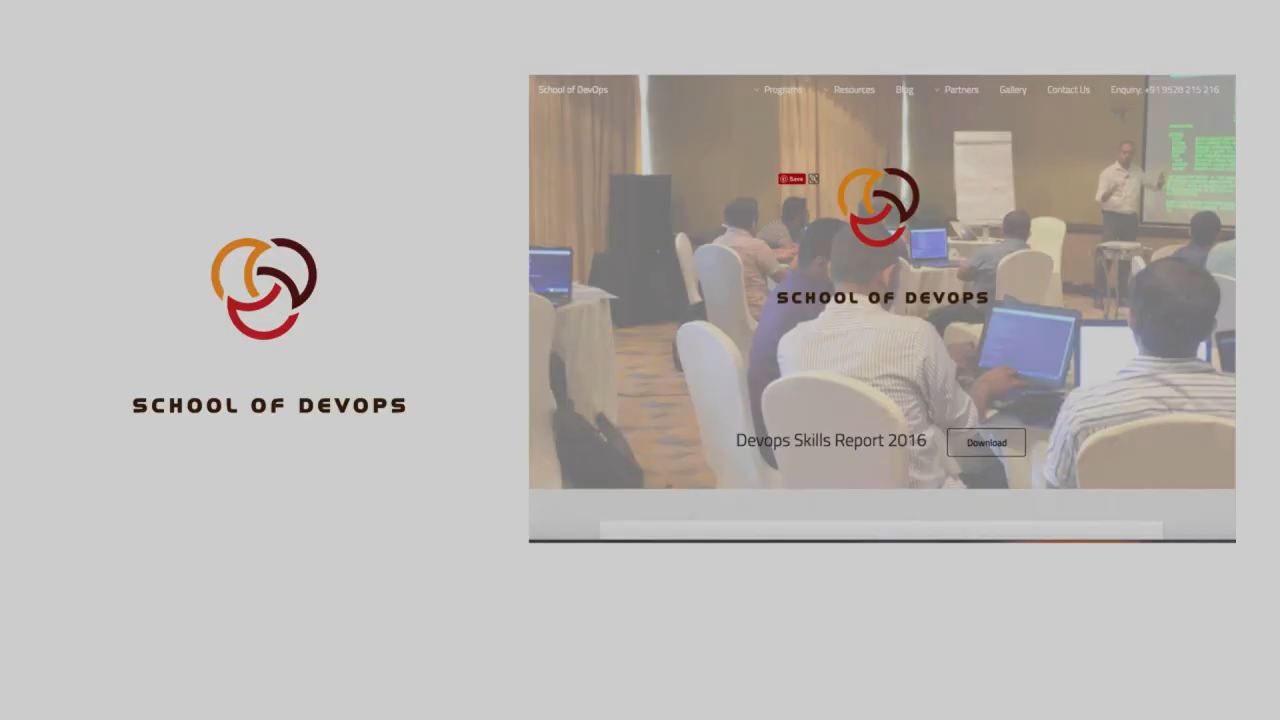 SCHOOL OF DEVOPS
School of DevOps Programs Resources Blog Partners Gallery Contact Us Enquiry: +91 9528 215 216
Save
SCHOOL OF DEVOPS
Devops Skills Report 2016 Download